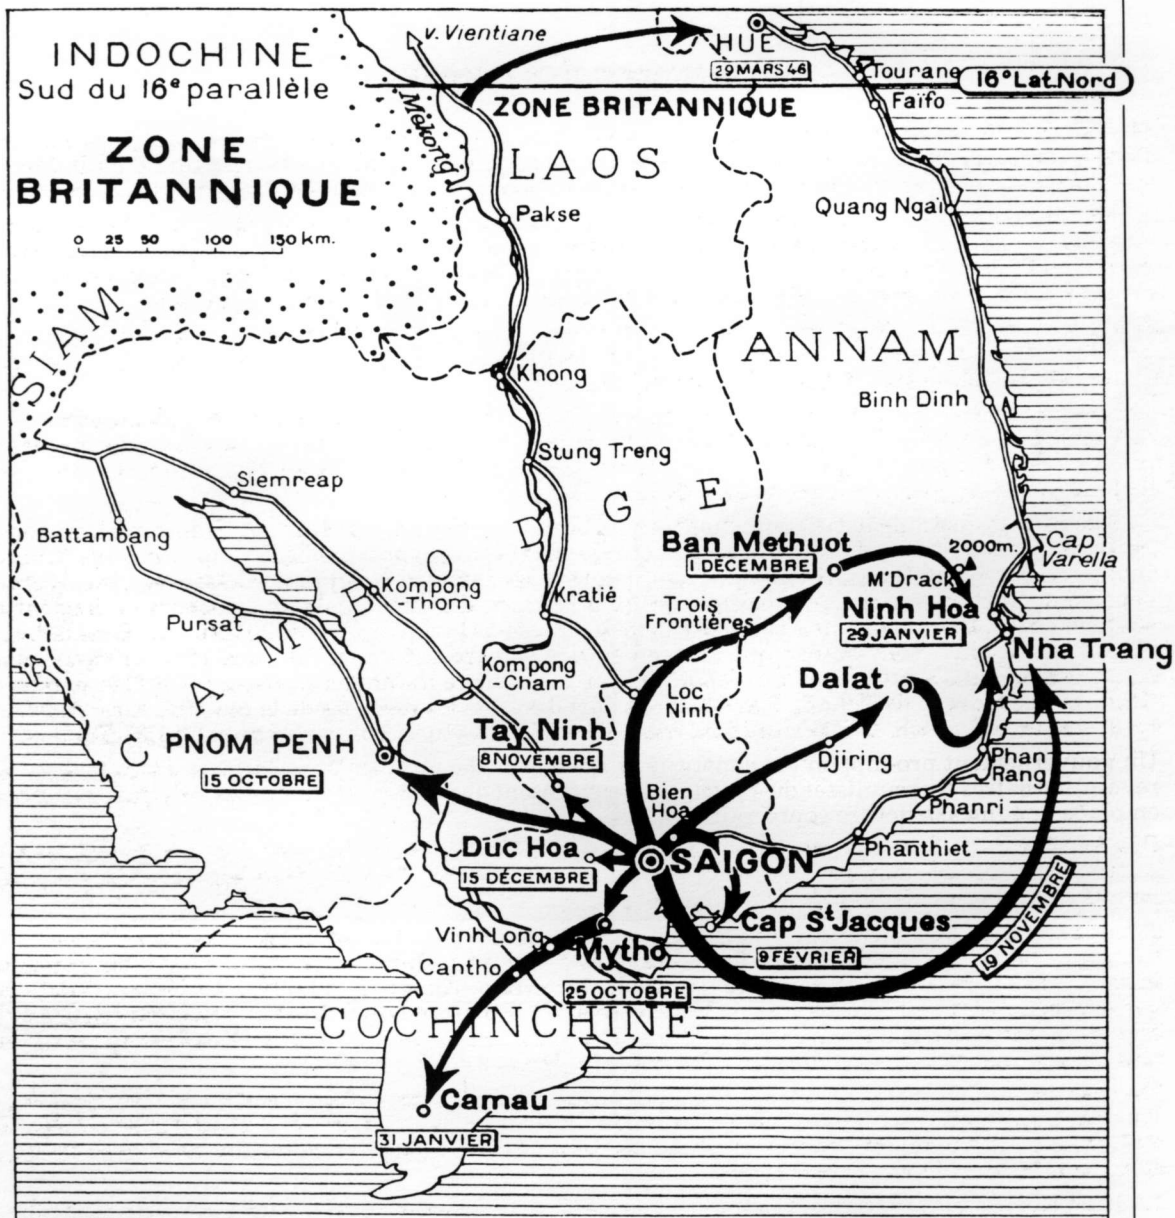 INDOCHINE
Sud du 16e parallèle
ZONE
BRITANNIQUE
0 25 50 100 150 km.
v. Vientiane
HUE
29 MARS 46
Tourane
16° Lat. Nord
Faïfo
ZONE BRITANNIQUE
Mékong
LAOS
Pakse
Quang Ngaï
SIAM
ANNAM
Khong
Binh Dinh
Stung Treng
Siemreap
Battambang
CAMBODGE
Ban Methuot
1 DÉCEMBRE
2000m.
Cap
Varella
M'Drack
Kompong
-Thom
Kratié
Trois
Frontières
Ninh Hoa
29 JANVIER
Pursat
Nha Trang
Kompong
-Cham
Loc
Ninh
Dalat
PNOM PENH
15 OCTOBRE
Tay Ninh
8 NOVEMBRE
Djiring
Phan
Rang
Bien
Hoa
Phanri
Duc Hoa
15 DÉCEMBRE
SAIGON
Phanthiet
Cap St Jacques
9 FÉVRIER
19 NOVEMBRE
Vinh Long
Mytho
Cantho
25 OCTOBRE
COCHINCHINE
Camaú
31 JANVIER